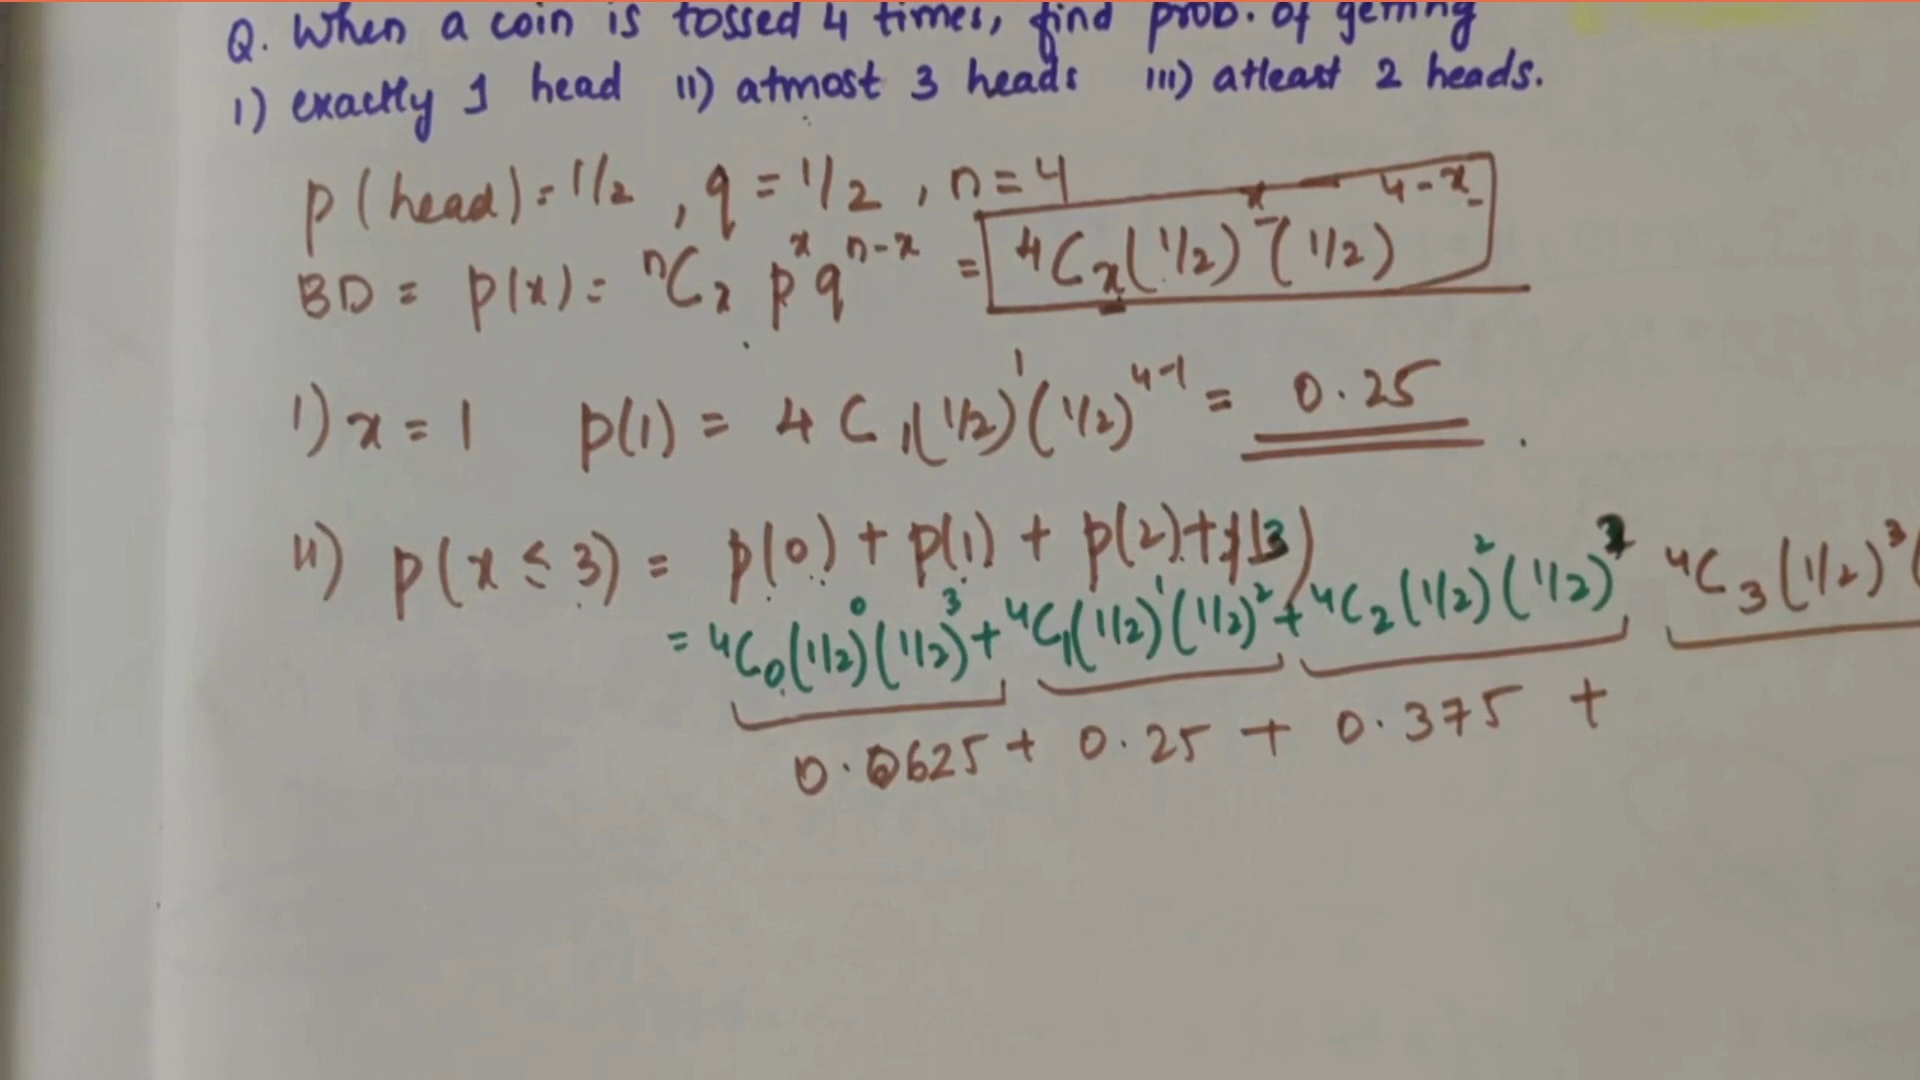 Q. When a coin is tossed 4 times, find prob. of getting
i) exactly 1 head ii) atmost 3 heads iii) atleast 2 heads.
p(head) = 1/2 , q = 1/2 , n = 4
BD = p(x) = ⁿCₓ pˣ qⁿ⁻ˣ = ⁴Cₓ (1/2)ˣ (1/2)⁴⁻ˣ
i) x = 1 p(1) = 4C₁ (1/2)¹ (1/2)⁴⁻¹ = 0.25
ii) p(x ≤ 3) = p(0) + p(1) + p(2) + p(3)
= ⁴C₀ (1/2)⁰ (1/2)³ + ⁴C₁ (1/2)¹ (1/2)² + ⁴C₂ (1/2)² (1/2) ⁴C₃ (1/2)³ (
0.0625 + 0.25 + 0.375 +